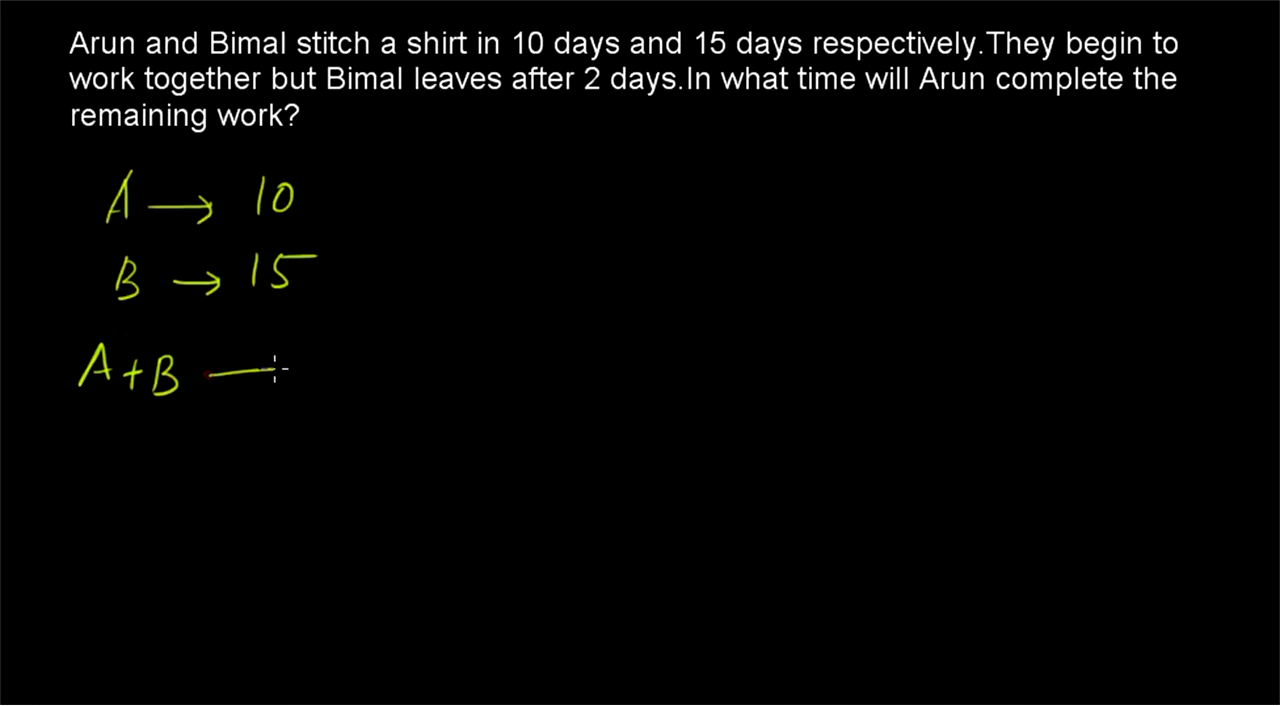 Arun and Bimal stitch a shirt in 10 days and 15 days respectively.They begin to
work together but Bimal leaves after 2 days.In what time will Arun complete the
remaining work?
A → 10
B → 15
A+B —